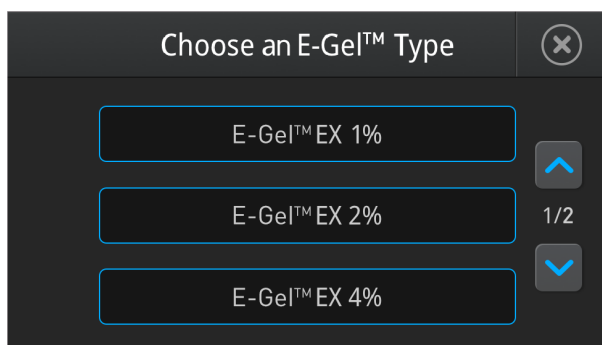 Choose an E-Gel™ Type
E-Gel™ EX 1%
E-Gel™ EX 2%
1/2
E-Gel™ EX 4%